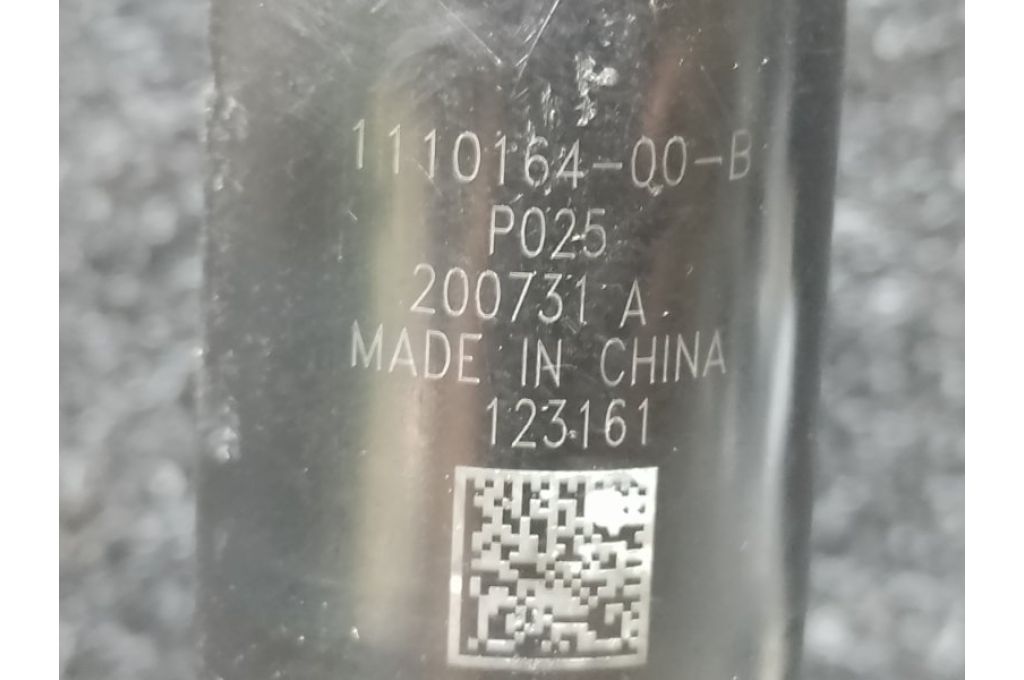 1110164-00-B
P025
200731 A
MADE IN CHINA
123161